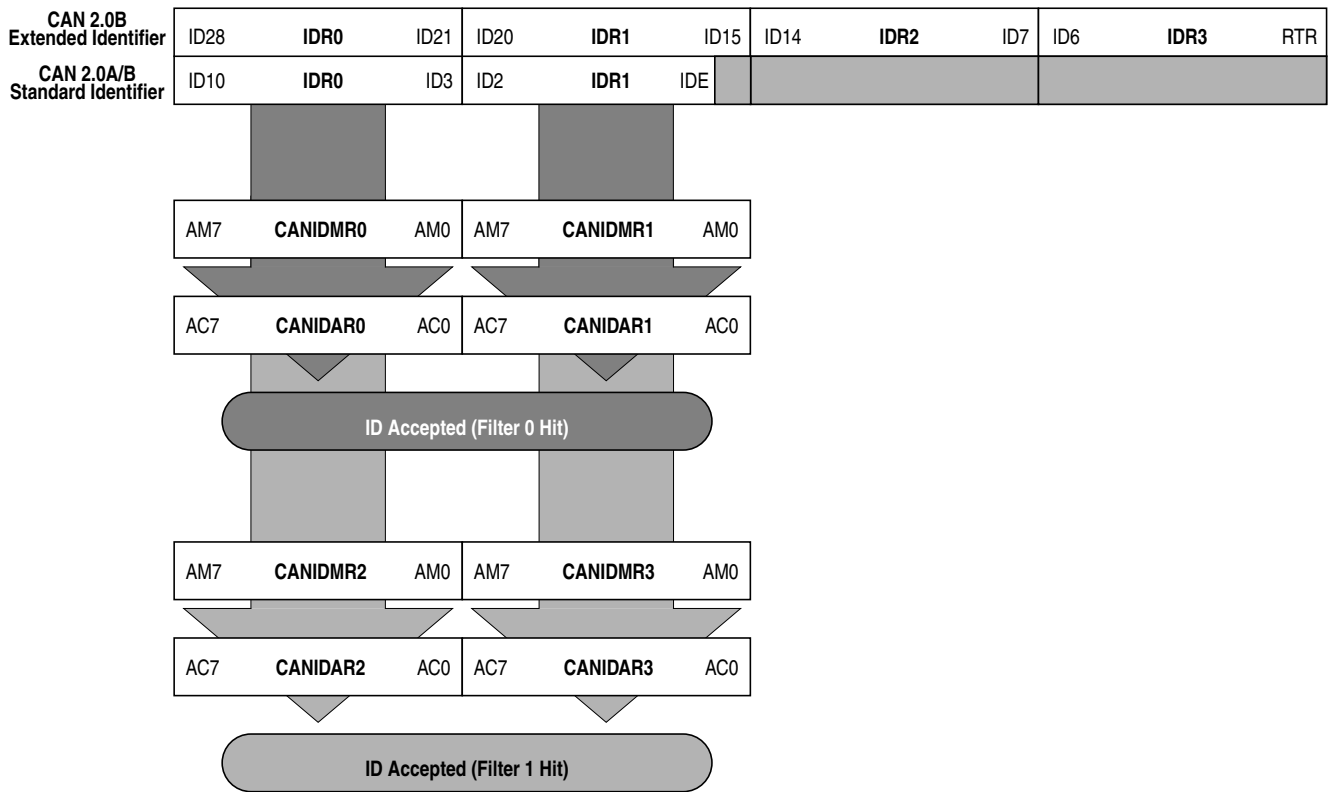 CAN 2.0B
Extended Identifier
ID28 IDR0 ID21 ID20 IDR1 ID15 ID14 IDR2 ID7 ID6 IDR3 RTR
CAN 2.0A/B
Standard Identifier
ID10 IDR0 ID3 ID2 IDR1 IDE
AM7 CANIDMR0 AM0 AM7 CANIDMR1 AM0
AC7 CANIDAR0 AC0 AC7 CANIDAR1 AC0
ID Accepted (Filter 0 Hit)
AM7 CANIDMR2 AM0 AM7 CANIDMR3 AM0
AC7 CANIDAR2 AC0 AC7 CANIDAR3 AC0
ID Accepted (Filter 1 Hit)